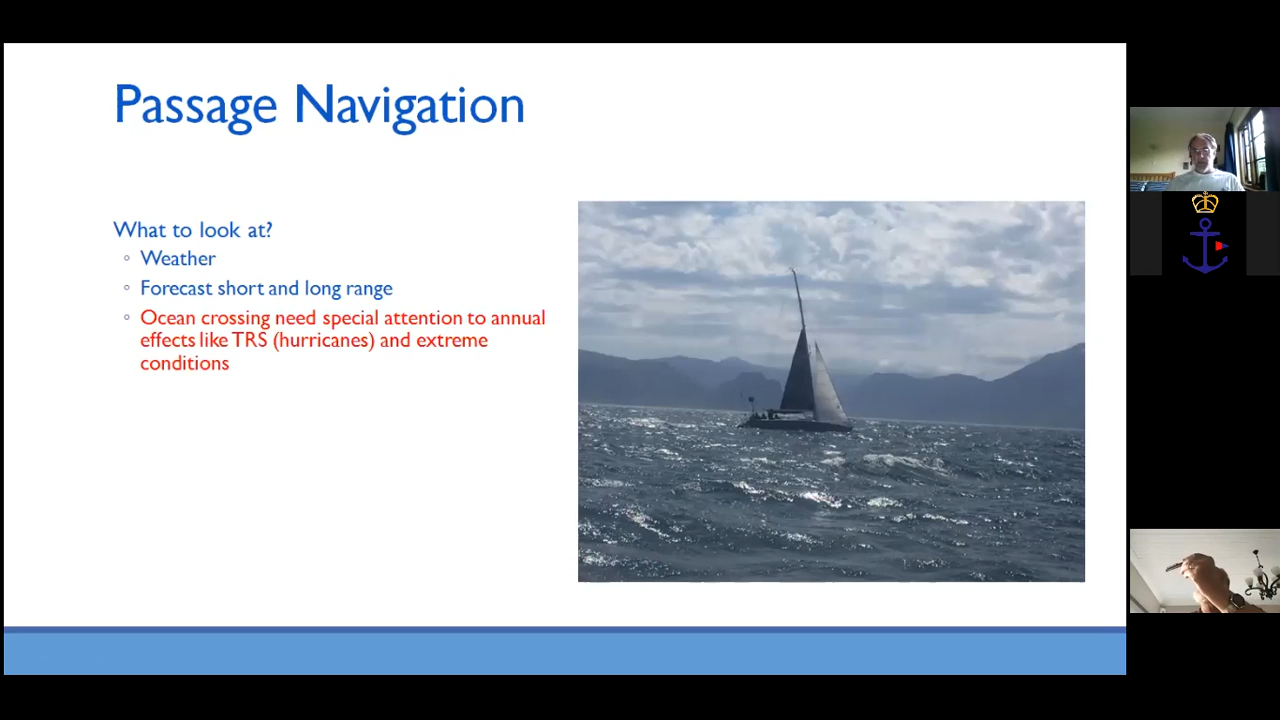 Passage Navigation
What to look at?
Weather
Forecast short and long range
Ocean crossing need special attention to annual
effects like TRS (hurricanes) and extreme
conditions